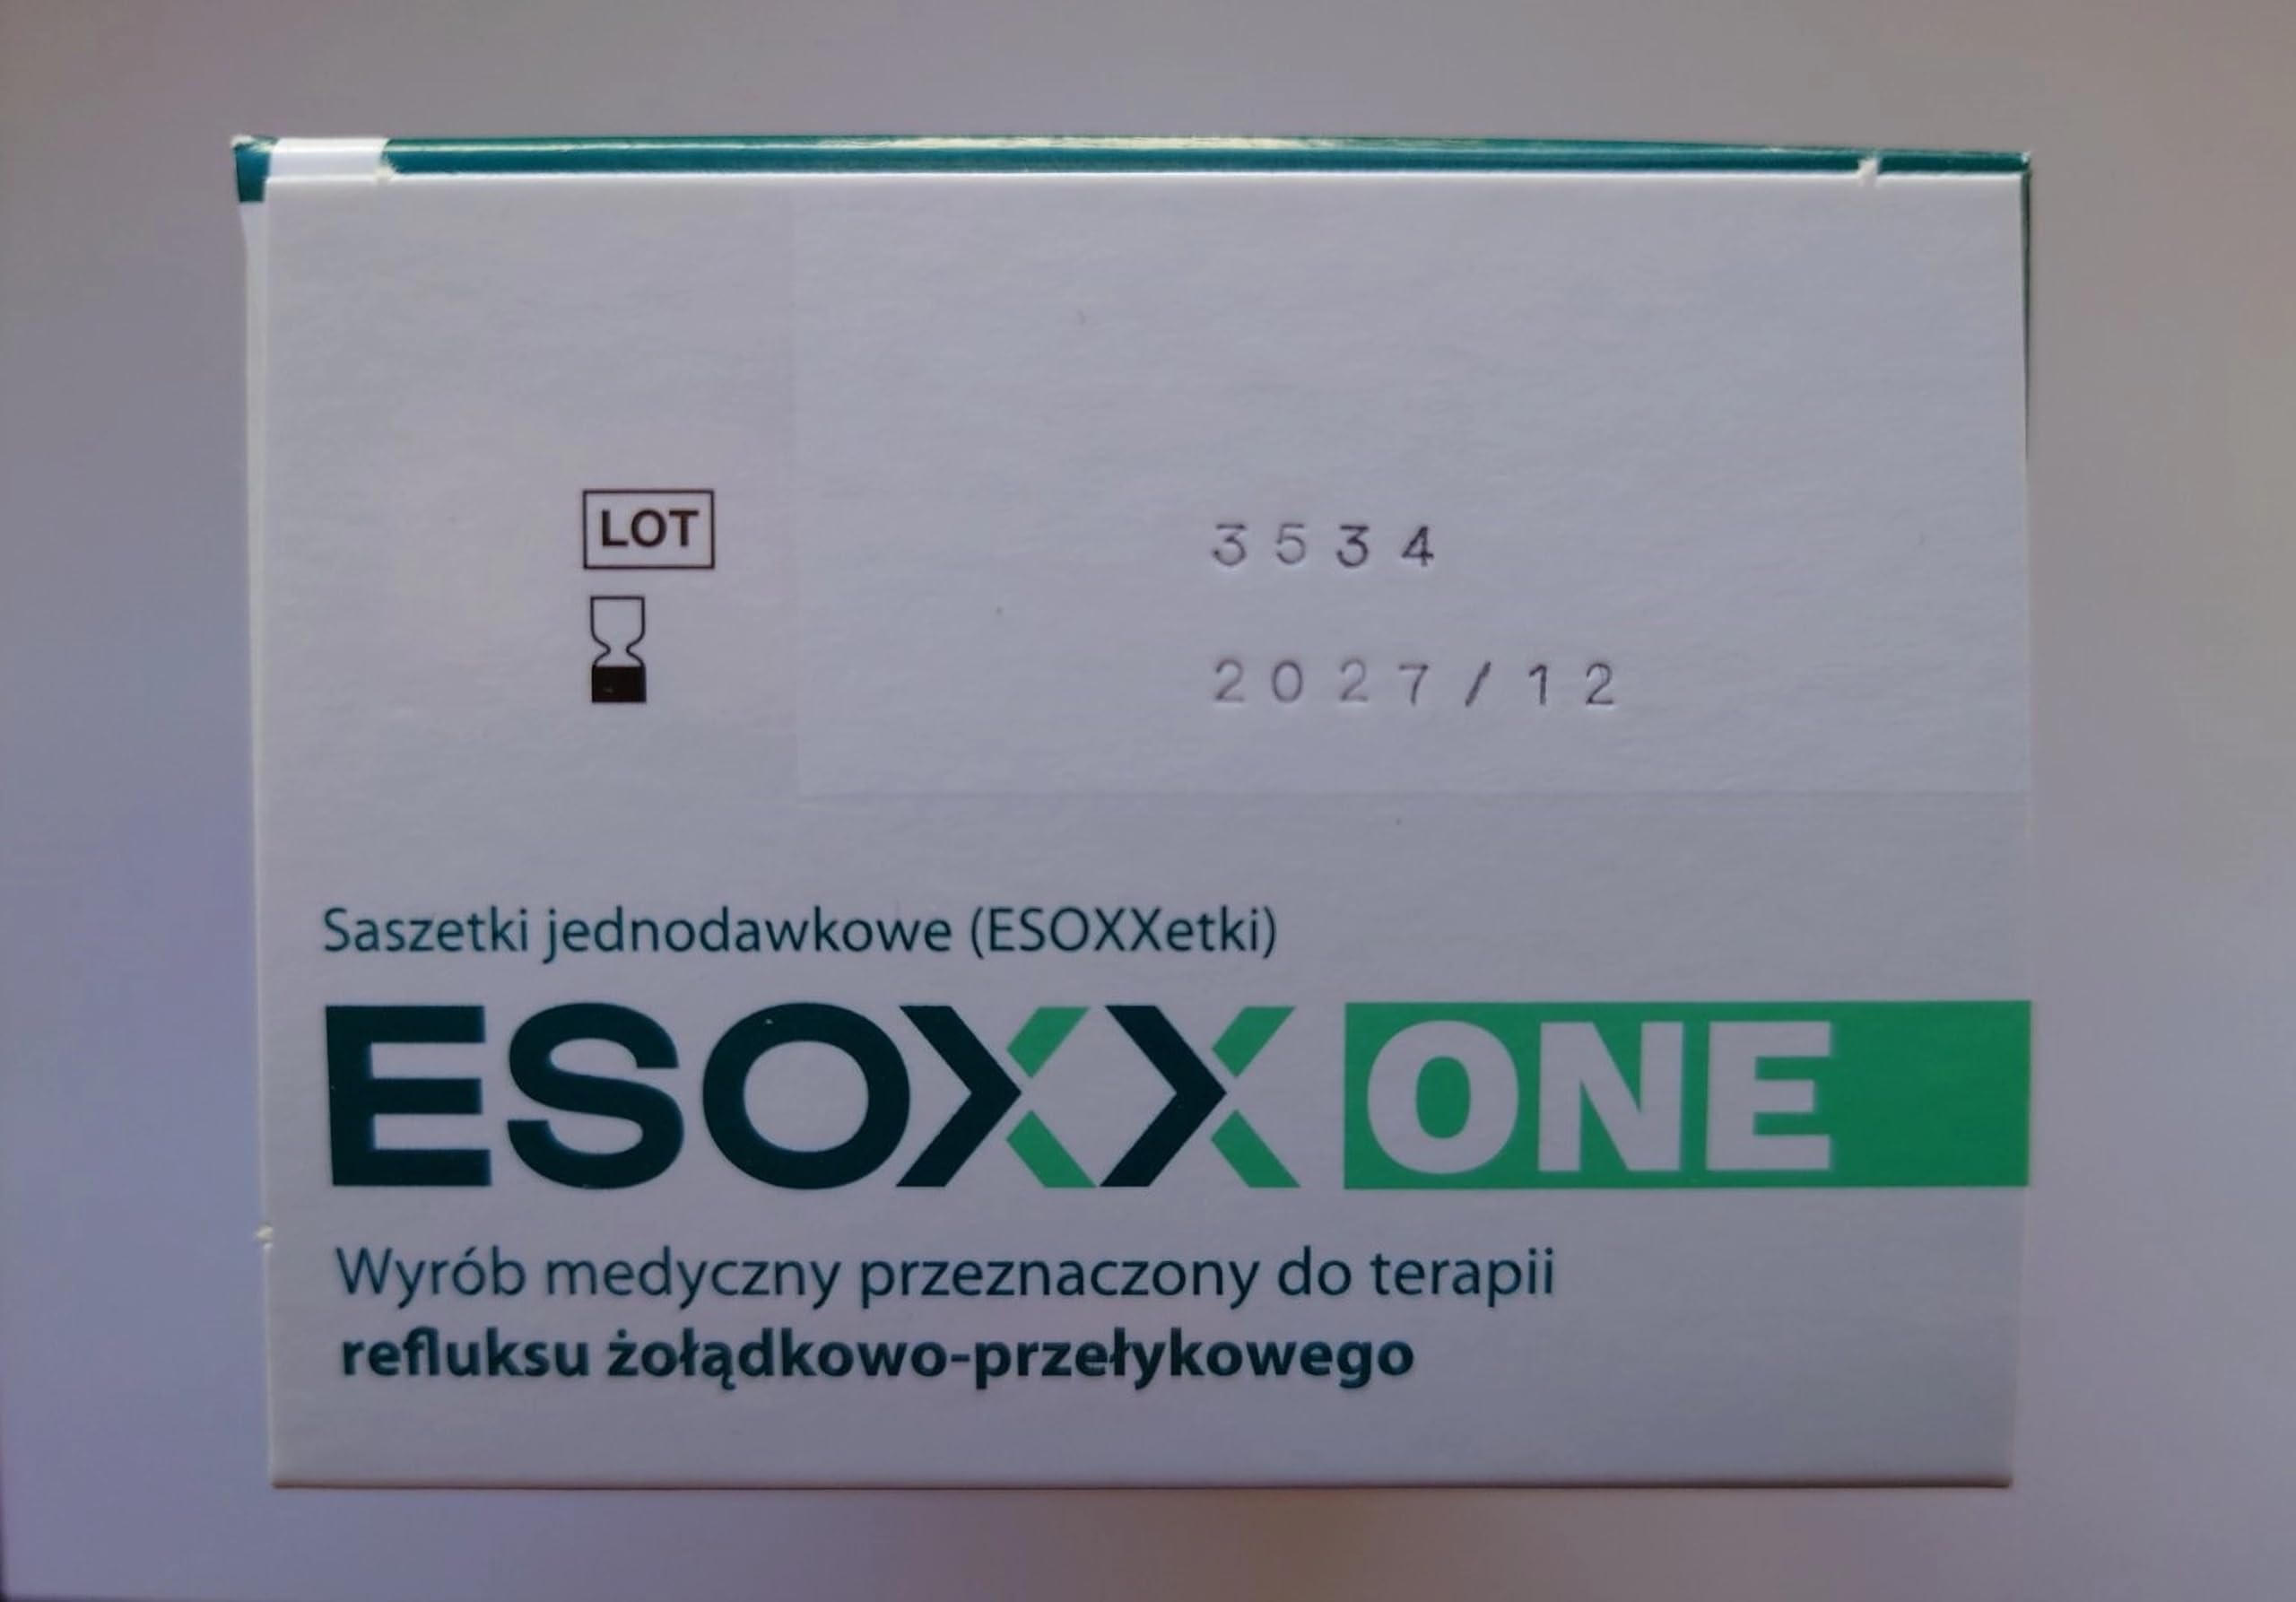 LOT 3534
2027/12
Saszetki jednodawkowe (ESOXXetki)
ESOXX ONE
Wyrób medyczny przeznaczony do terapii
refluksu żołądkowo-przełykowego